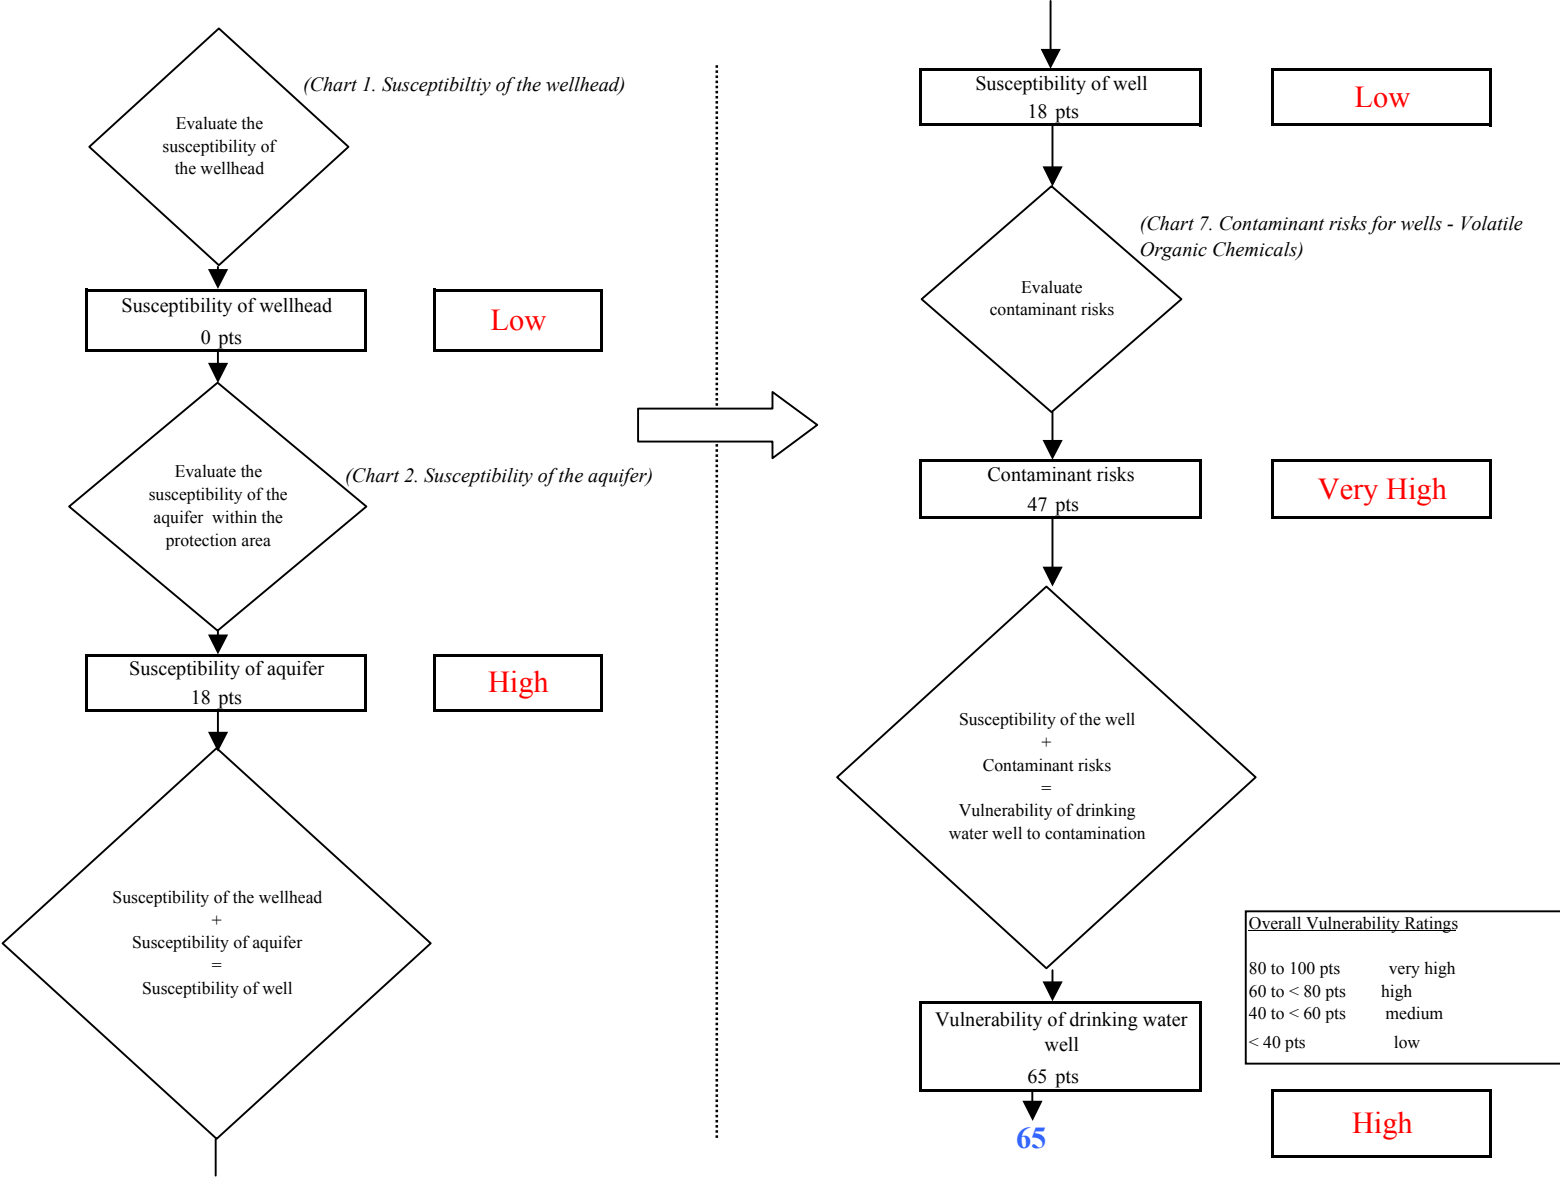 (Chart 1. Susceptibiltiy of the wellhead)
Evaluate the
susceptibility of
the wellhead
Susceptibility of wellhead
0 pts
Low
Evaluate the
susceptibility of the
aquifer within the
protection area
(Chart 2. Susceptibility of the aquifer)
Susceptibility of aquifer
18 pts
High
Susceptibility of the wellhead
+
Susceptibility of aquifer
=
Susceptibility of well
Susceptibility of well
18 pts
Low
(Chart 7. Contaminant risks for wells - Volatile
Organic Chemicals)
Evaluate
contaminant risks
Contaminant risks
47 pts
Very High
Susceptibility of the well
+
Contaminant risks
=
Vulnerability of drinking
water well to contamination
Overall Vulnerability Ratings
80 to 100 pts very high
60 to < 80 pts high
40 to < 60 pts medium
< 40 pts low
Vulnerability of drinking water
well
65 pts
65
High